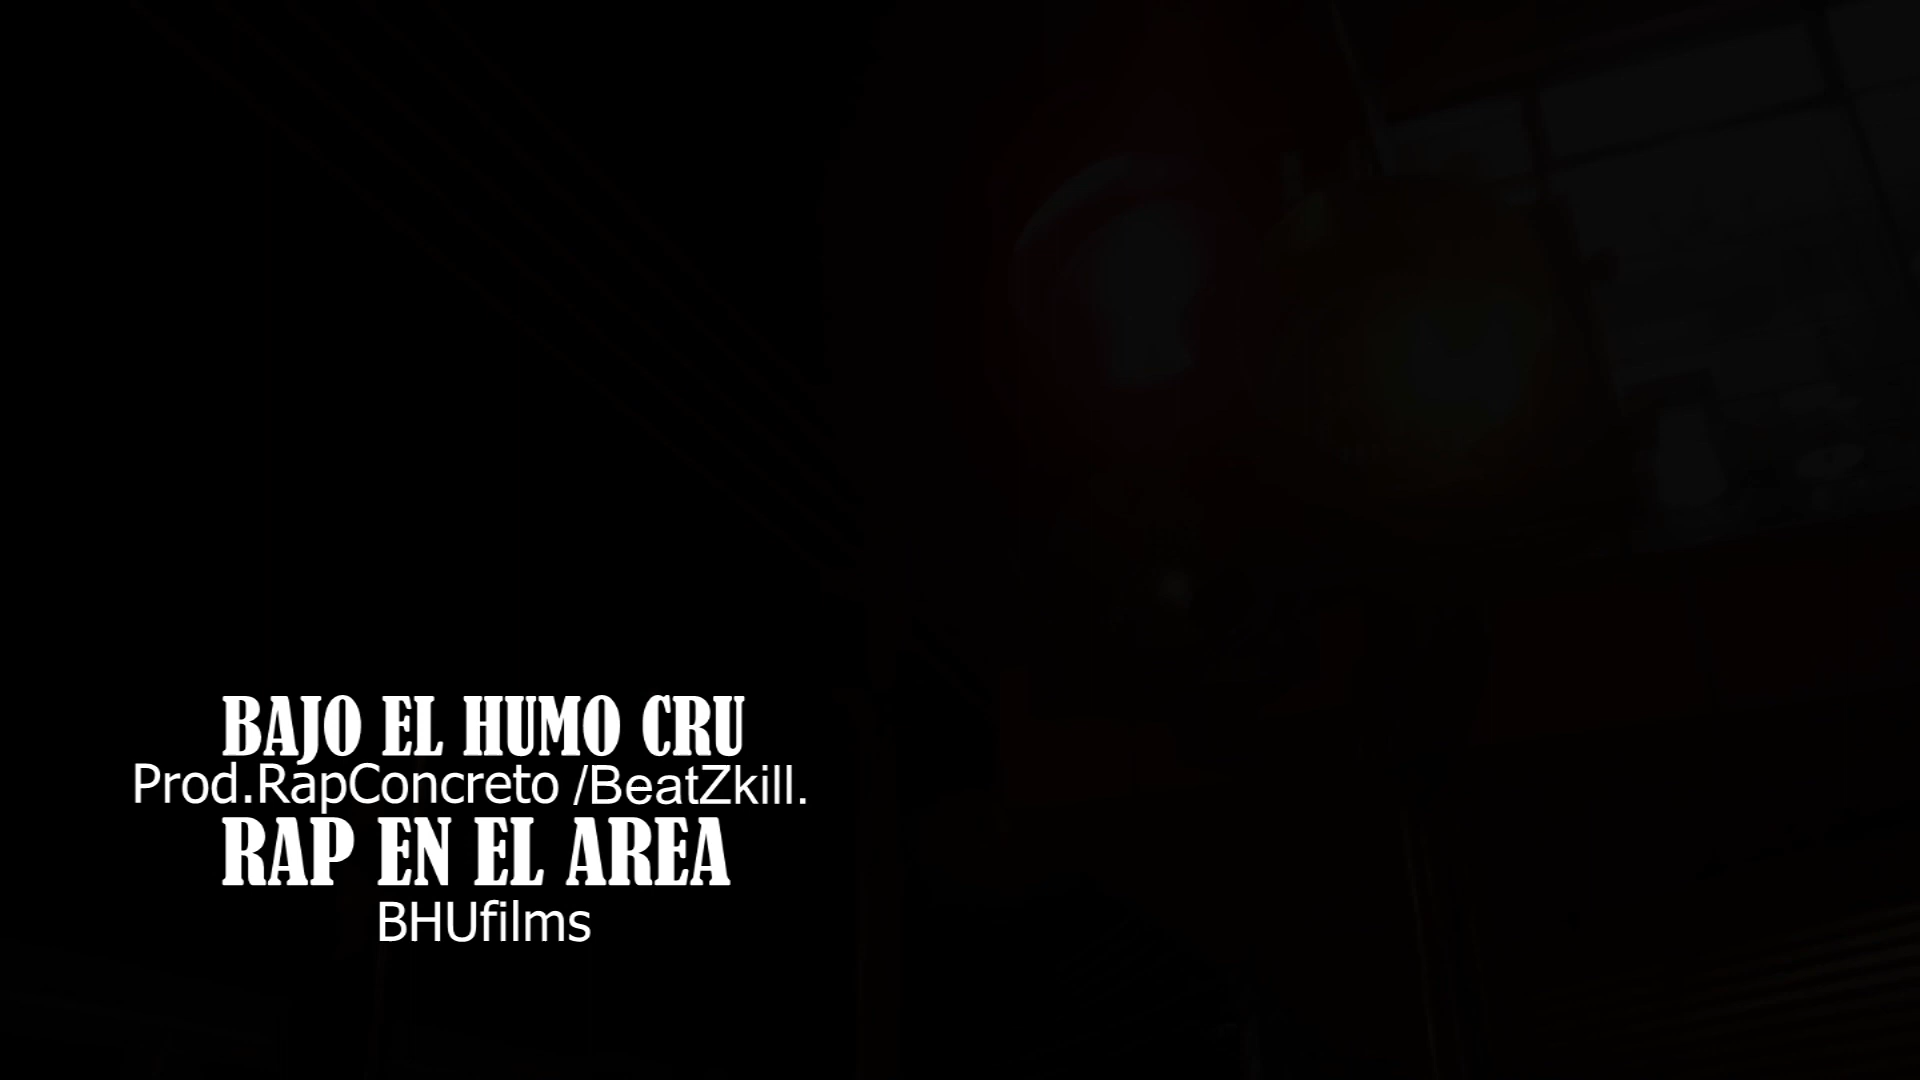 BAJO EL HUMO CRU
Prod.RapConcreto /BeatZkill.
RAP EN EL AREA
BHUfilms